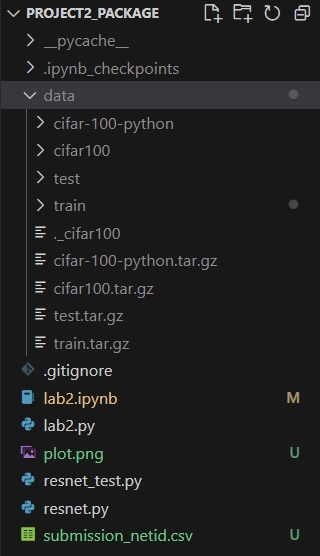 PROJECT2_PACKAGE
__pycache__
.ipynb_checkpoints
data
cifar-100-python
cifar100
test
train
._cifar100
cifar-100-python.tar.gz
cifar100.tar.gz
test.tar.gz
train.tar.gz
.gitignore
lab2.ipynb M
lab2.py
plot.png U
resnet_test.py
resnet.py
submission_netid.csv U